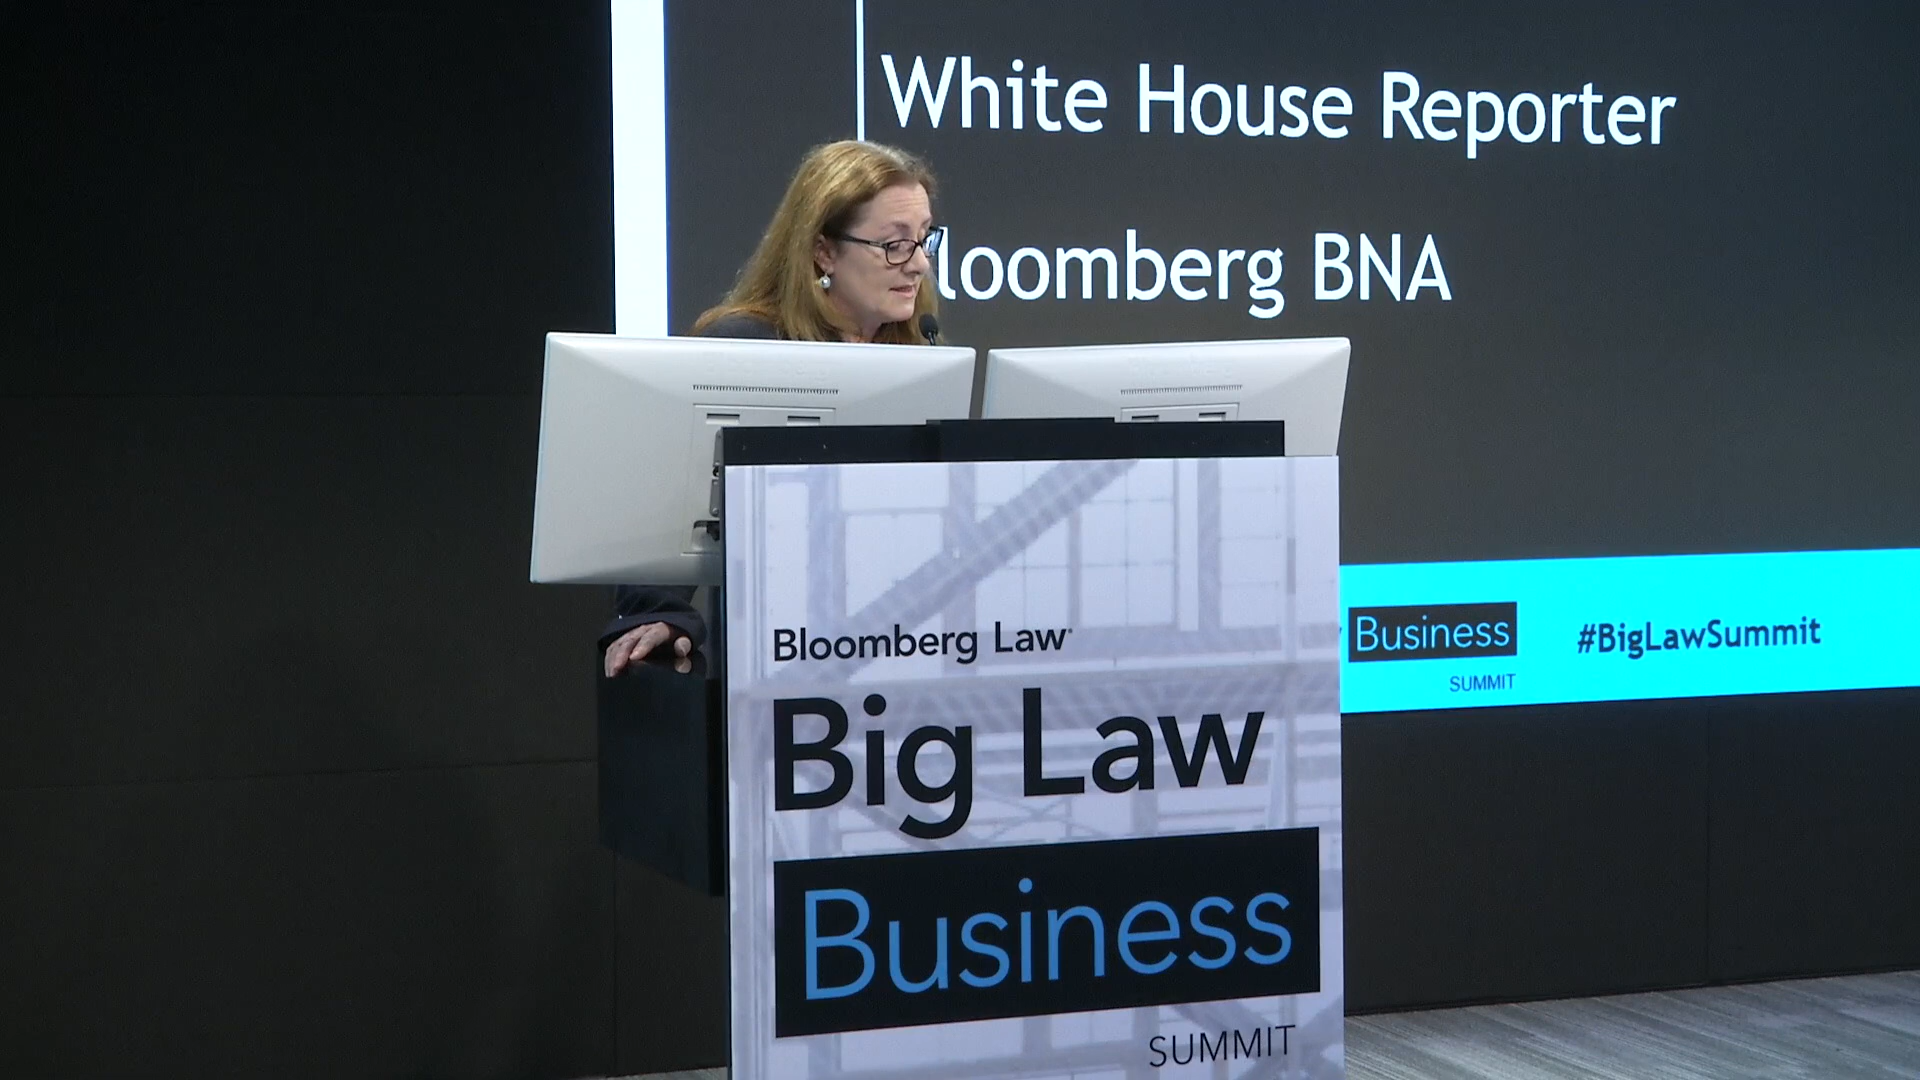 White House Reporter
loomberg BNA
Business
SUMMIT
#BigLawSummit
Bloomberg Law
Big Law
Business
SUMMIT